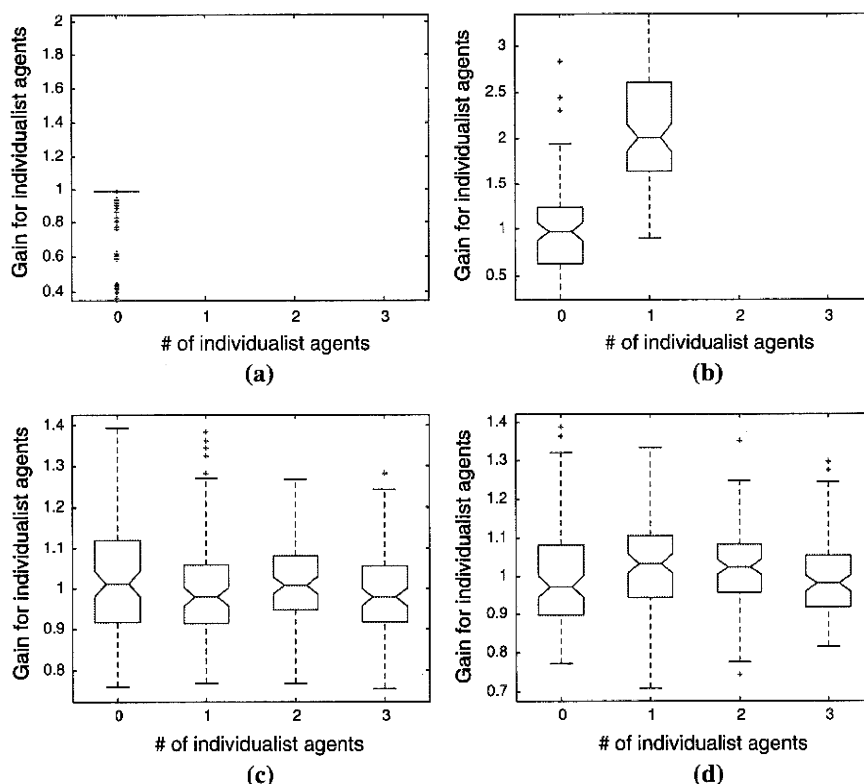 Gain for individualist agents
2
1.8
1.6
1.4
1.2
1
0.8
0.6
0.4
0 1 2 3
# of individualist agents
(a)
Gain for individualist agents
3
2.5
2
1.5
1
0.5
0 1 2 3
# of individualist agents
(b)
Gain for individualist agents
1.4
1.3
1.2
1.1
1
0.9
0.8
0 1 2 3
# of individualist agents
(c)
Gain for individualist agents
1.4
1.3
1.2
1.1
1
0.9
0.8
0.7
0 1 2 3
# of individualist agents
(d)